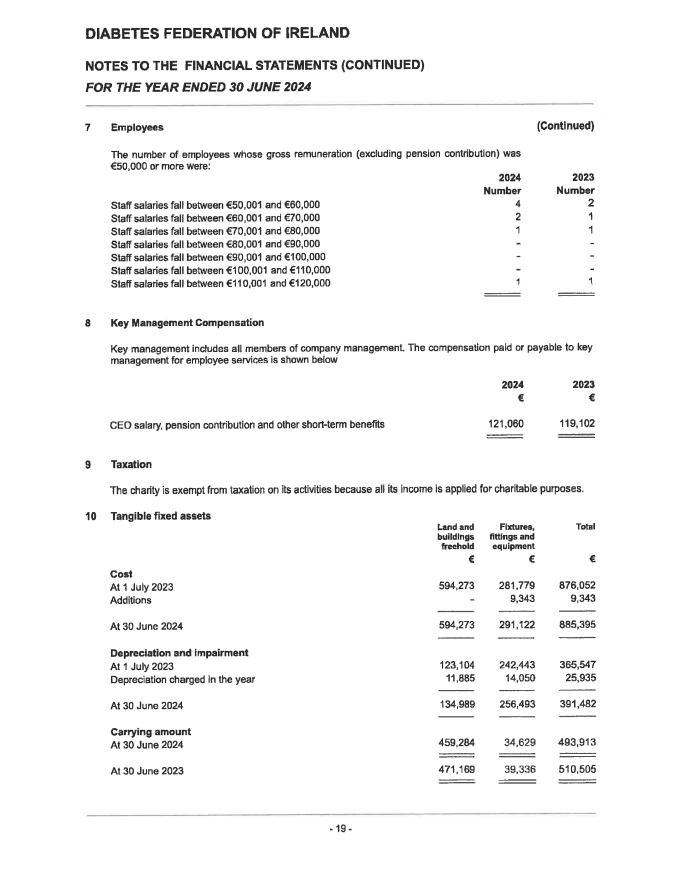 DIABETES FEDERATION OF IRELAND
NOTES TO THE FINANCIAL STATEMENTS (CONTINUED)
FOR THE YEAR ENDED 30 JUNE 2024
7 Employees (Continued)
The number of employees whose gross remuneration (excluding pension contribution) was
€50,000 or more were:
2024 2023
Number Number
Staff salaries fall between €50,001 and €60,000 4 2
Staff salaries fall between €60,001 and €70,000 2 1
Staff salaries fall between €70,001 and €80,000 1 1
Staff salaries fall between €80,001 and €90,000 - -
Staff salaries fall between €90,001 and €100,000 - -
Staff salaries fall between €100,001 and €110,000 - -
Staff salaries fall between €110,001 and €120,000 1 1
8 Key Management Compensation
Key management includes all members of company management. The compensation paid or payable to key
management for employee services is shown below
2024 2023
€ €
CEO salary, pension contribution and other short-term benefits 121,060 119,102
9 Taxation
The charity is exempt from taxation on its activities because all its income is applied for charitable purposes.
10 Tangible fixed assets
Land and Fixtures, Total
buildings fittings and
freehold equipment
€ € €
Cost
At 1 July 2023 594,273 281,779 876,052
Additions - 9,343 9,343
At 30 June 2024 594,273 291,122 885,395
Depreciation and impairment
At 1 July 2023 123,104 242,443 365,547
Depreciation charged in the year 11,885 14,050 25,935
At 30 June 2024 134,989 256,493 391,482
Carrying amount
At 30 June 2024 459,284 34,629 493,913
At 30 June 2023 471,169 39,336 510,505
- 19 -